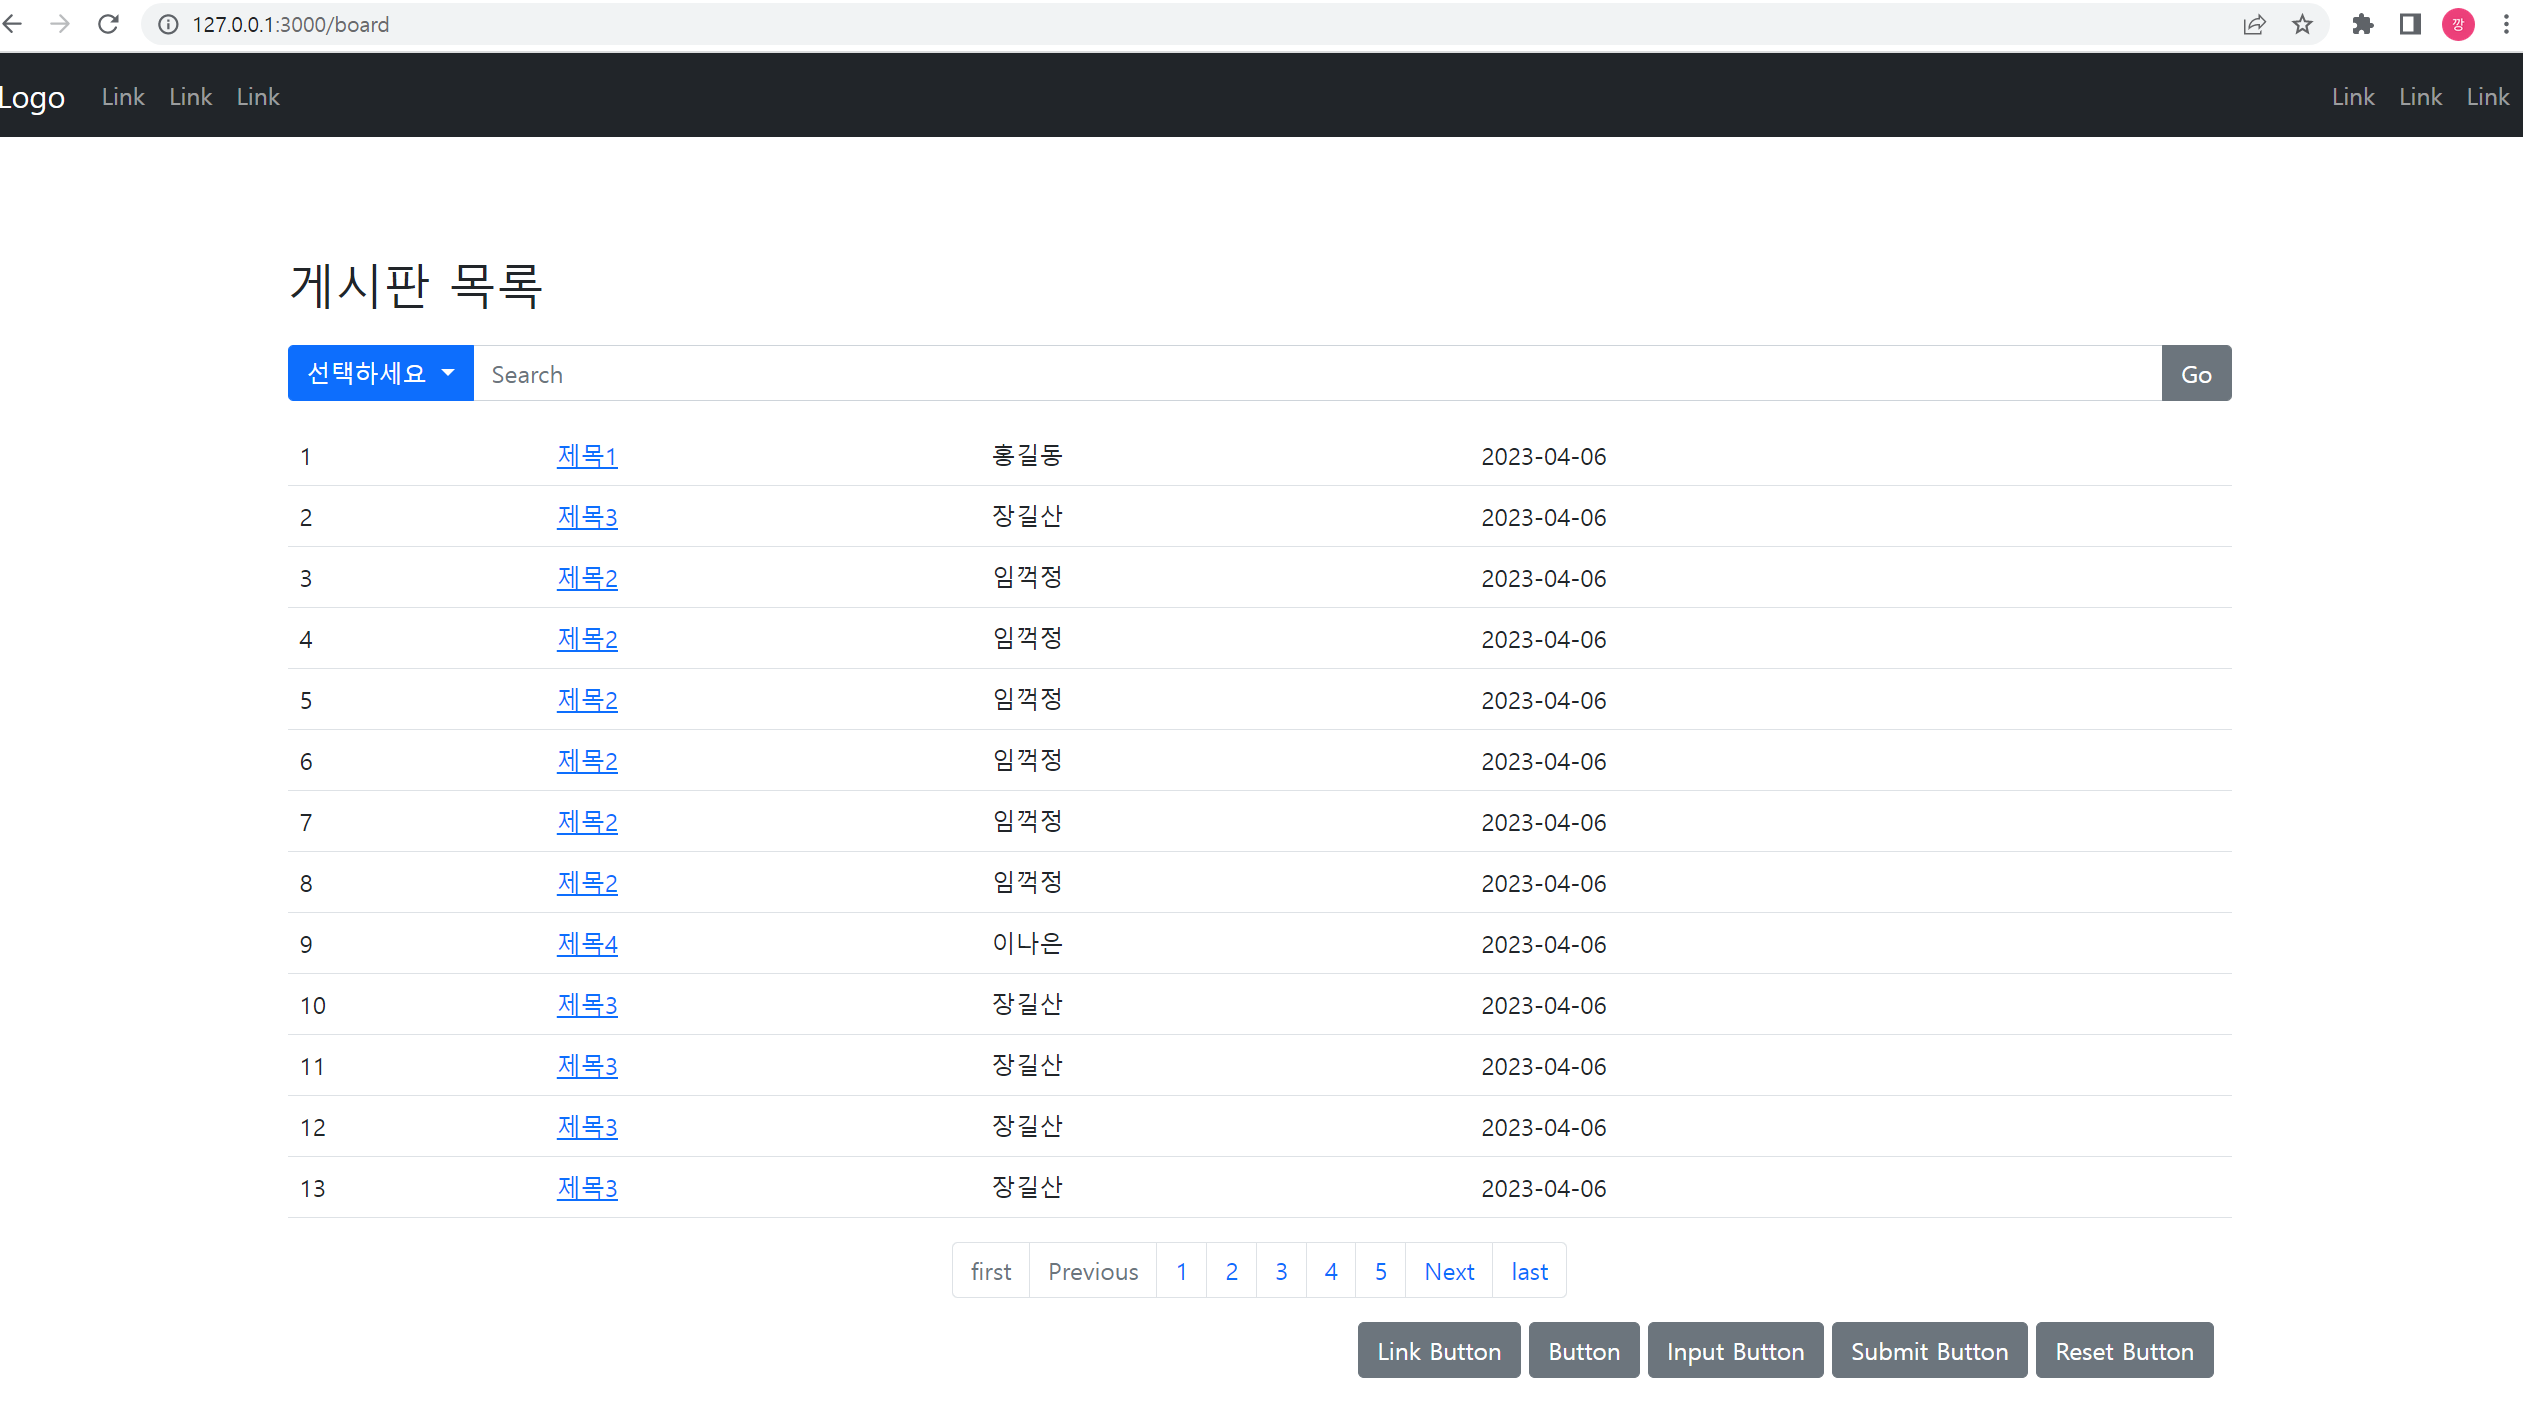 127.0.0.1:3000/board 깡
Logo Link Link Link Link Link Link
게시판 목록
선택하세요 Search Go
1 제목1 홍길동 2023-04-06
2 제목3 장길산 2023-04-06
3 제목2 임꺽정 2023-04-06
4 제목2 임꺽정 2023-04-06
5 제목2 임꺽정 2023-04-06
6 제목2 임꺽정 2023-04-06
7 제목2 임꺽정 2023-04-06
8 제목2 임꺽정 2023-04-06
9 제목4 이나은 2023-04-06
10 제목3 장길산 2023-04-06
11 제목3 장길산 2023-04-06
12 제목3 장길산 2023-04-06
13 제목3 장길산 2023-04-06
first Previous 1 2 3 4 5 Next last
Link Button Button Input Button Submit Button Reset Button